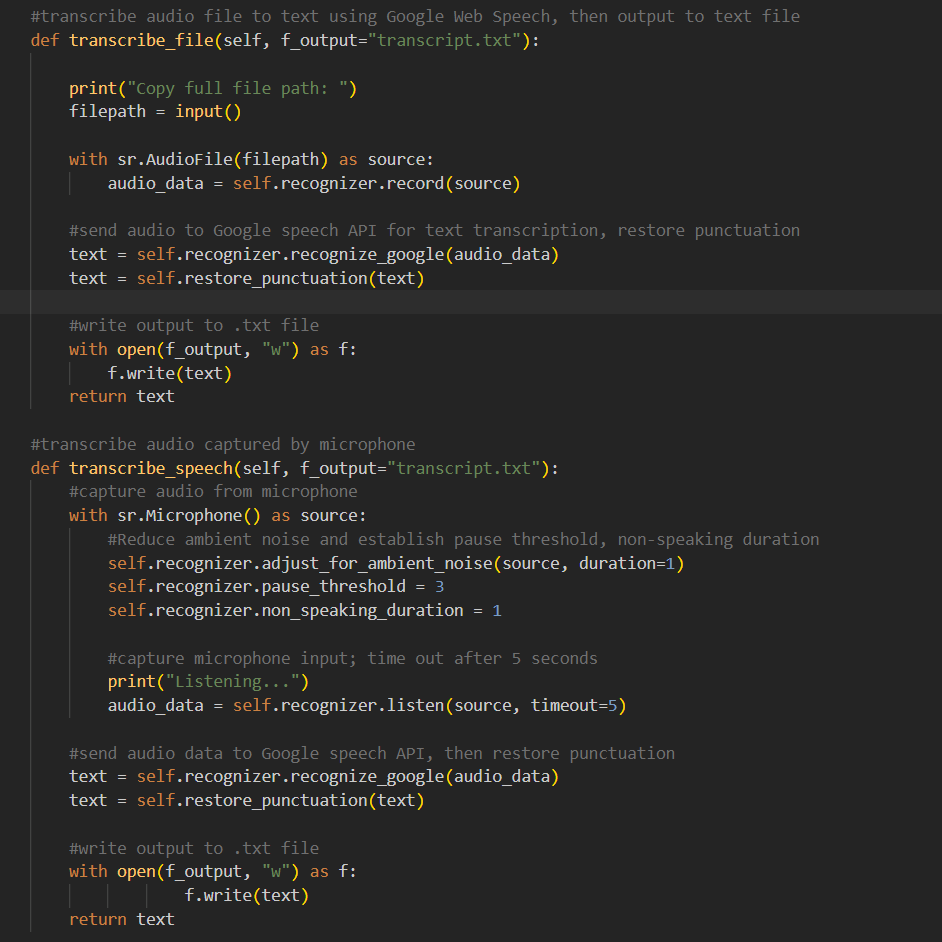 #transcribe audio file to text using Google Web Speech, then output to text file
def transcribe_file(self, f_output="transcript.txt"):
print("Copy full file path: ")
filepath = input()
with sr.AudioFile(filepath) as source:
audio_data = self.recognizer.record(source)
#send audio to Google speech API for text transcription, restore punctuation
text = self.recognizer.recognize_google(audio_data)
text = self.restore_punctuation(text)
#write output to .txt file
with open(f_output, "w") as f:
f.write(text)
return text
#transcribe audio captured by microphone
def transcribe_speech(self, f_output="transcript.txt"):
#capture audio from microphone
with sr.Microphone() as source:
#Reduce ambient noise and establish pause threshold, non-speaking duration
self.recognizer.adjust_for_ambient_noise(source, duration=1)
self.recognizer.pause_threshold = 3
self.recognizer.non_speaking_duration = 1
#capture microphone input; time out after 5 seconds
print("Listening...")
audio_data = self.recognizer.listen(source, timeout=5)
#send audio data to Google speech API, then restore punctuation
text = self.recognizer.recognize_google(audio_data)
text = self.restore_punctuation(text)
#write output to .txt file
with open(f_output, "w") as f:
f.write(text)
return text